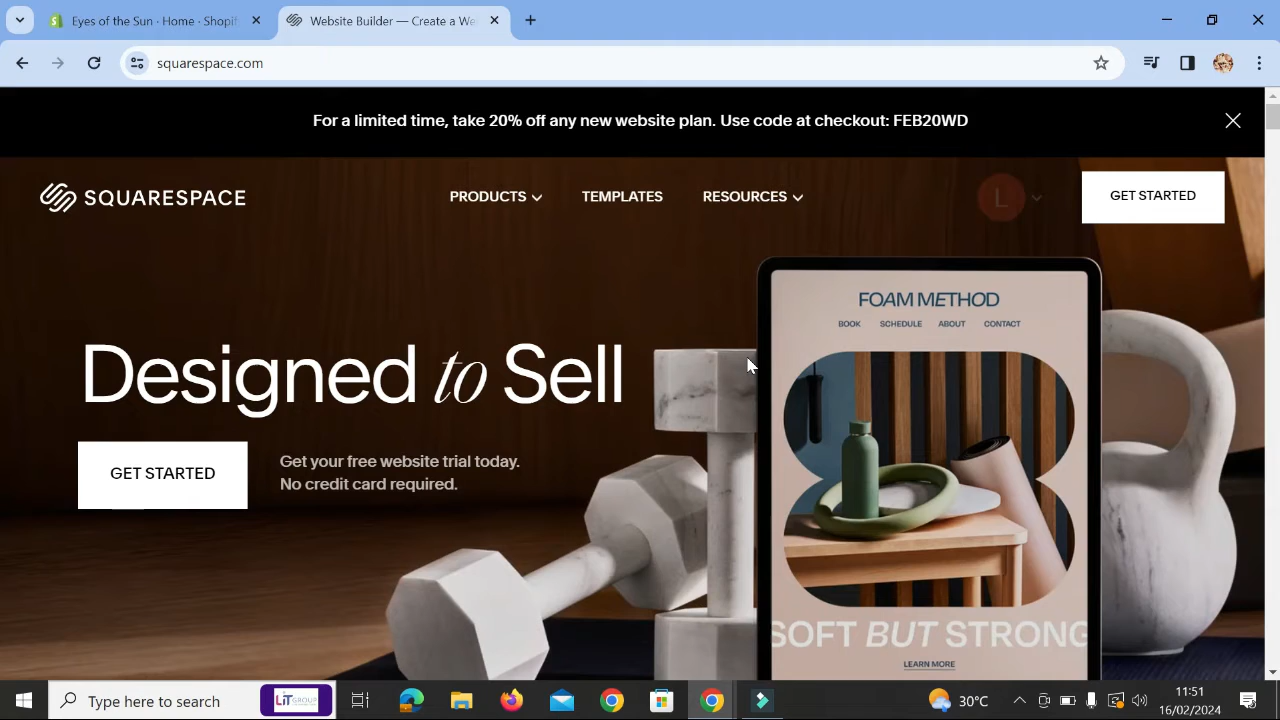 Eyes of the Sun · Home · Shopif
Website Builder — Create a We
squarespace.com
For a limited time, take 20% off any new website plan. Use code at checkout: FEB20WD
SQUARESPACE
PRODUCTS
TEMPLATES
RESOURCES
L
GET STARTED
FOAM METHOD
BOOK SCHEDULE ABOUT CONTACT
Designed to Sell
GET STARTED
Get your free website trial today.
No credit card required.
SOFT BUT STRONG
LEARN MORE
Type here to search
LiT GROUP
30°C
11:51
16/02/2024